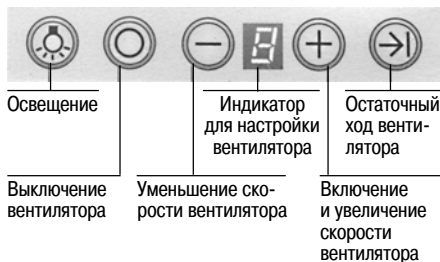 8
Освещение
Индикатор
для настройки
вентилятора
Остаточный
ход венти-
лятора
Выключение
вентилятора
Уменьшение ско-
рости вентилятора
Включение
и увеличение
скорости
вентилятора